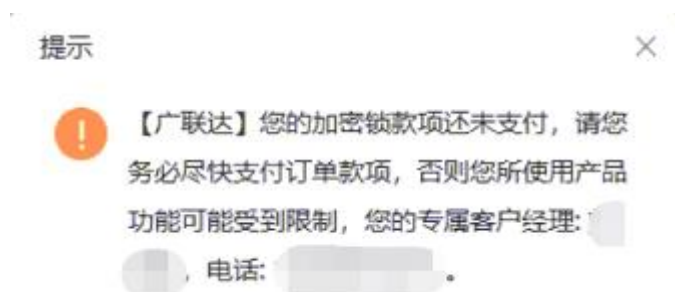 提示
【广联达】您的加密锁款项还未支付，请您
务必尽快支付订单款项，否则您所使用产品
功能可能受到限制，您的专属客户经理:
，电话: 。